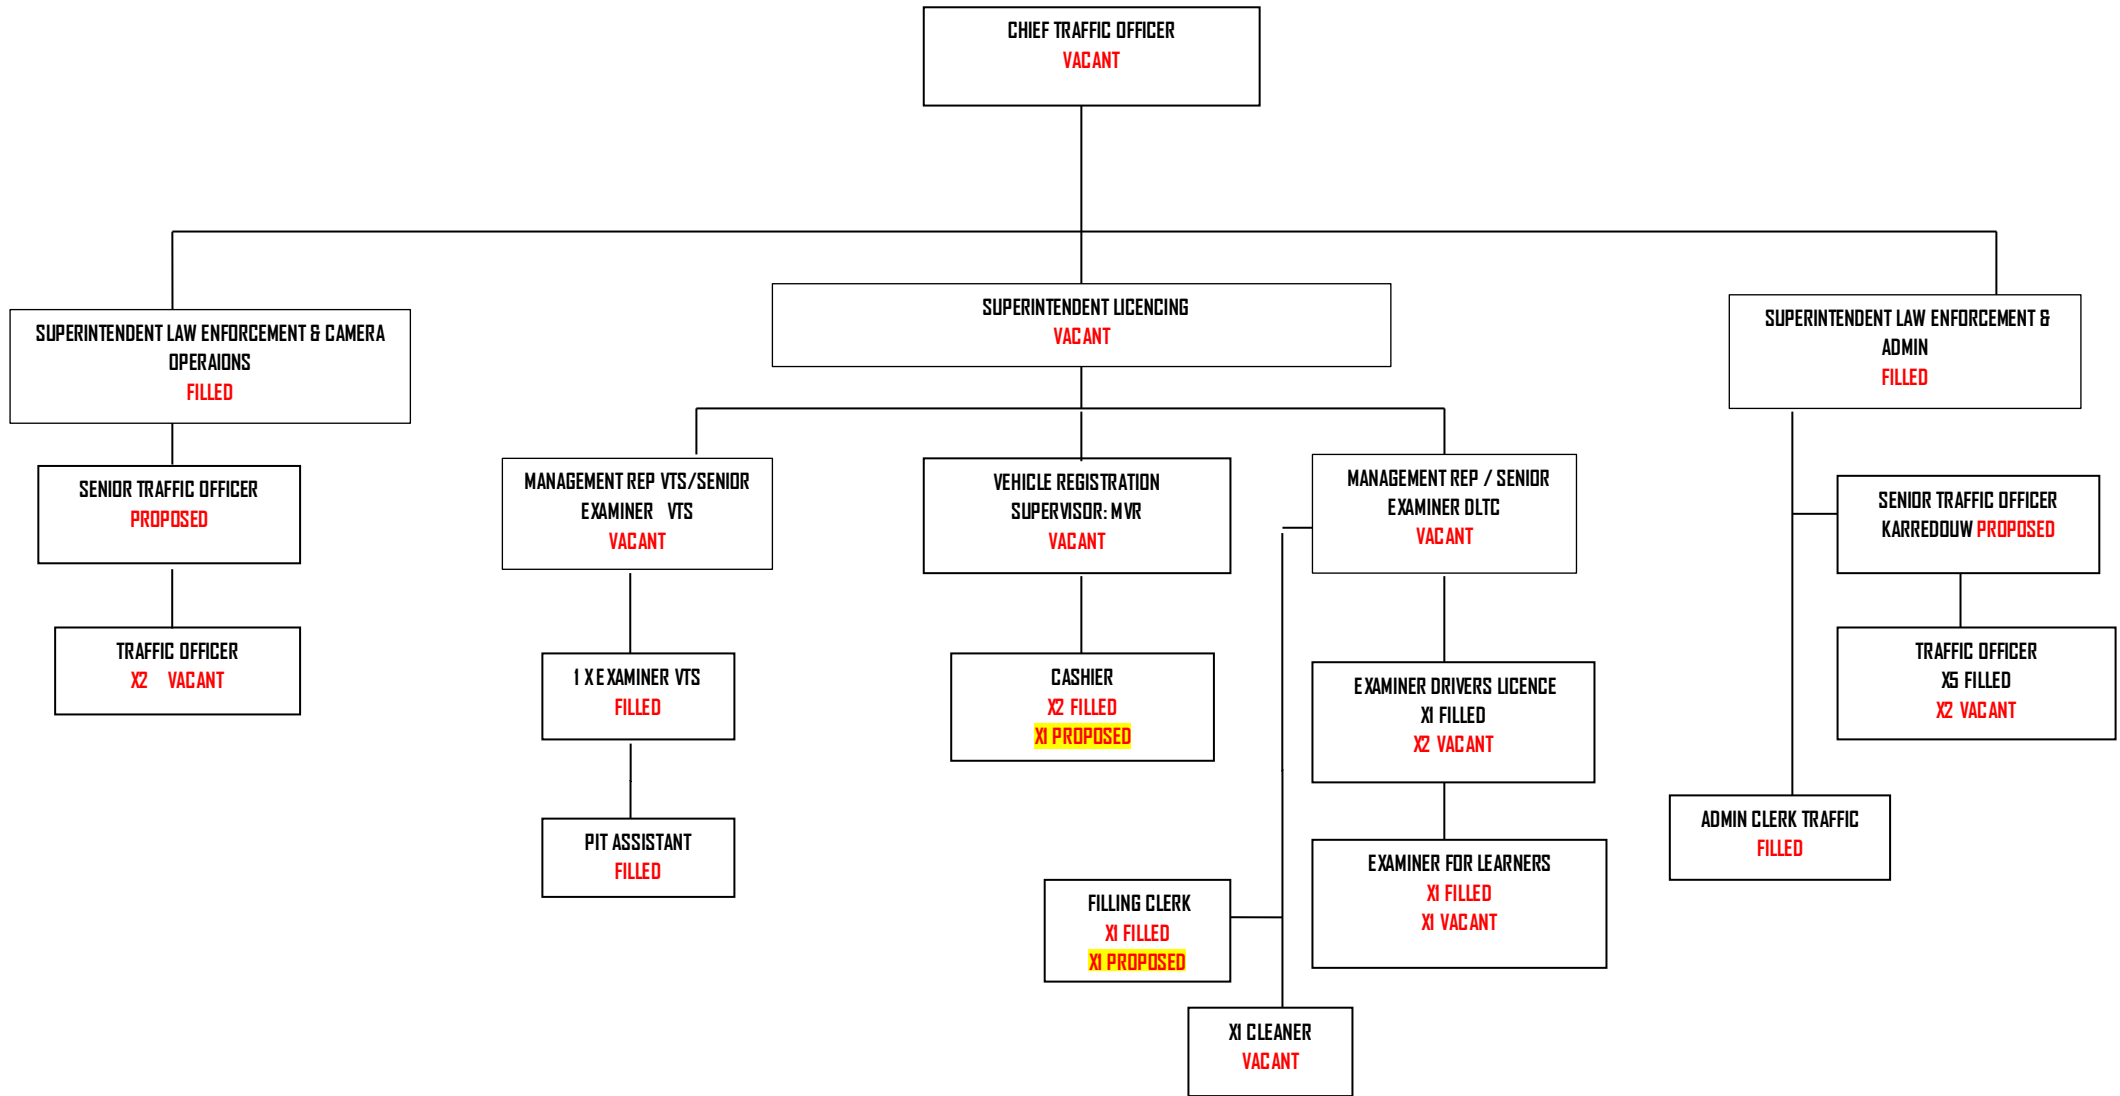 CHIEF TRAFFIC OFFICER
VACANT
SUPERINTENDENT LAW ENFORCEMENT & CAMERA
OPERAIONS
FILLED
SUPERINTENDENT LICENCING
VACANT
SUPERINTENDENT LAW ENFORCEMENT &
ADMIN
FILLED
SENIOR TRAFFIC OFFICER
PROPOSED
MANAGEMENT REP VTS/SENIOR
EXAMINER VTS
VACANT
VEHICLE REGISTRATION
SUPERVISOR: MVR
VACANT
MANAGEMENT REP / SENIOR
EXAMINER DLTC
VACANT
SENIOR TRAFFIC OFFICER
KARREDOUW PROPOSED
TRAFFIC OFFICER
X2 VACANT
1 X EXAMINER VTS
FILLED
CASHIER
X2 FILLED
X1 PROPOSED
EXAMINER DRIVERS LICENCE
X1 FILLED
X2 VACANT
TRAFFIC OFFICER
X5 FILLED
X2 VACANT
PIT ASSISTANT
FILLED
EXAMINER FOR LEARNERS
X1 FILLED
X1 VACANT
ADMIN CLERK TRAFFIC
FILLED
FILLING CLERK
X1 FILLED
X1 PROPOSED
X1 CLEANER
VACANT